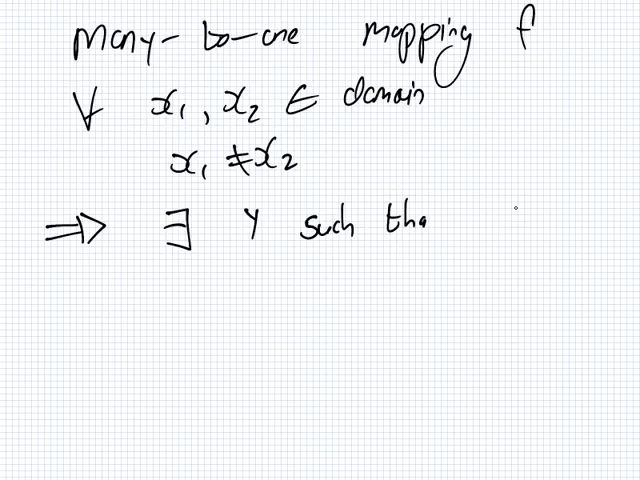 many-to-one mapping f
∀ x₁, x₂ ∈ domain
x₁ ≠ x₂
⇒ ∃ y such tha